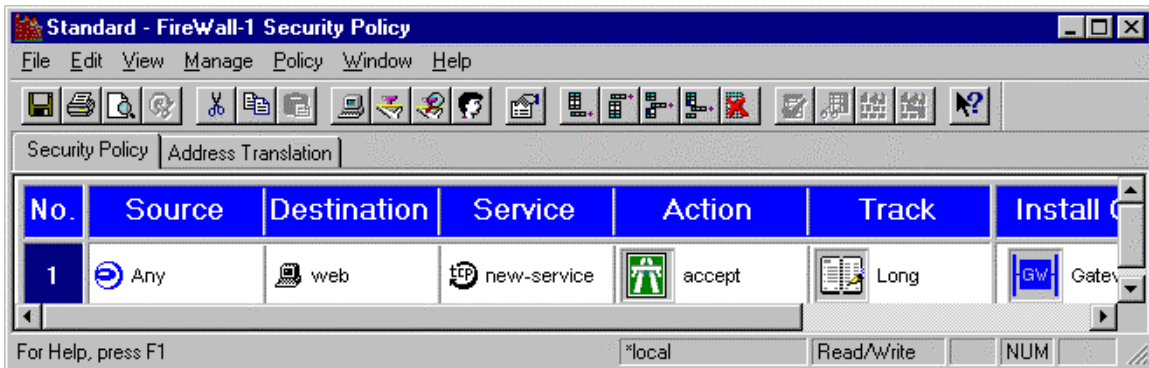 Standard - FireWall-1 Security Policy
File Edit View Manage Policy Window Help
Security Policy Address Translation
No. Source Destination Service Action Track Install
1 Any web TCP new-service accept Long GW
For Help, press F1 *local Read/Write NUM